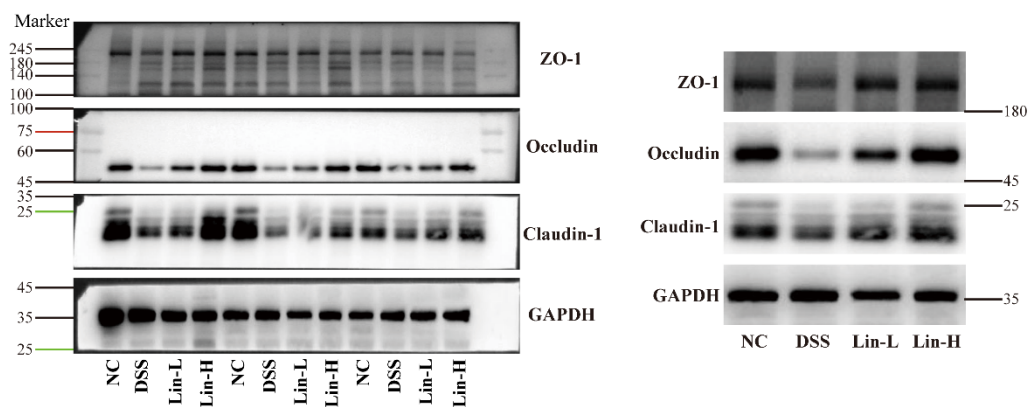 Marker
245
180
140
100
ZO-1
100
75
60
45
Occludin
35
25
Claudin-1
45
35
25
GAPDH
NC DSS Lin-L Lin-H NC DSS Lin-L Lin-H NC DSS Lin-L Lin-H
ZO-1
180
Occludin
45
25
Claudin-1
GAPDH
35
NC DSS Lin-L Lin-H